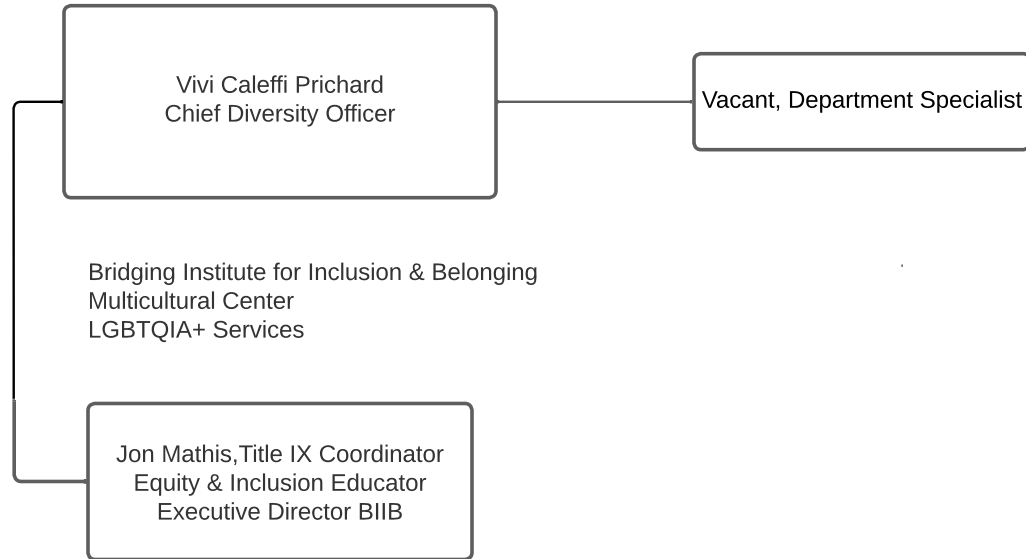 Vivi Caleffi Prichard
Chief Diversity Officer
Vacant, Department Specialist
Bridging Institute for Inclusion & Belonging
Multicultural Center
LGBTQIA+ Services
Jon Mathis,Title IX Coordinator
Equity & Inclusion Educator
Executive Director BIIB